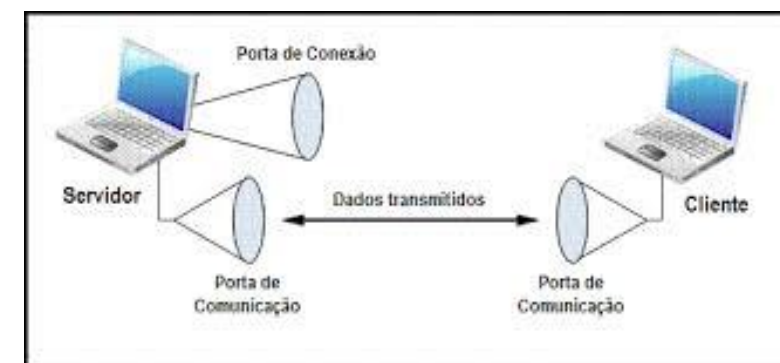 Porta de Conexão
Servidor
Dados transmitidos
Cliente
Porta de
Comunicação
Porta de
Comunicação